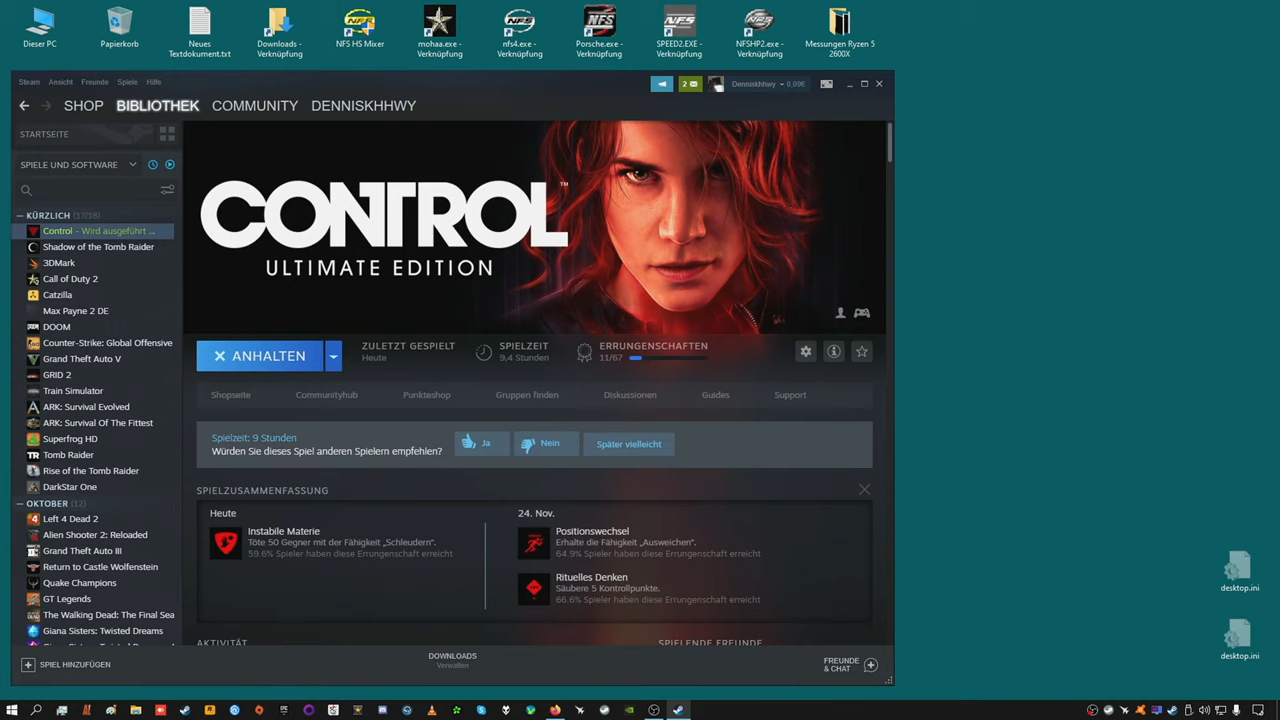 Dieser PC
Papierkorb
Neues Textdokument.txt
Downloads - Verknüpfung
NFS HS Mixer
mohaa.exe - Verknüpfung
nfs4.exe - Verknüpfung
Porsche.exe - Verknüpfung
SPEED2.EXE - Verknüpfung
NFSHP2.exe - Verknüpfung
Messungen Ryzen 5 2600X
Steam Ansicht Freunde Spiele Hilfe
2
Denniskhhwy 0,09€
SHOP BIBLIOTHEK COMMUNITY DENNISKHHWY
STARTSEITE
SPIELE UND SOFTWARE
— KÜRZLICH (17/18)
Control - Wird ausgeführt ...
Shadow of the Tomb Raider
3DMark
Call of Duty 2
Catzilla
Max Payne 2 DE
DOOM
Counter-Strike: Global Offensive
Grand Theft Auto V
GRID 2
Train Simulator
ARK: Survival Evolved
ARK: Survival Of The Fittest
Superfrog HD
Tomb Raider
Rise of the Tomb Raider
DarkStar One
— OKTOBER (12)
Left 4 Dead 2
Alien Shooter 2: Reloaded
Grand Theft Auto III
Return to Castle Wolfenstein
Quake Champions
GT Legends
The Walking Dead: The Final Sea
Giana Sisters: Twisted Dreams
CONTROL™
ULTIMATE EDITION
ANHALTEN
ZULETZT GESPIELT
Heute
SPIELZEIT
9,4 Stunden
ERRUNGENSCHAFTEN
11/67
Shopseite Communityhub Punkteshop Gruppen finden Diskussionen Guides Support
Spielzeit: 9 Stunden
Würden Sie dieses Spiel anderen Spielern empfehlen?
Ja
Nein
Später vielleicht
SPIELZUSAMMENFASSUNG
Heute
Instabile Materie
Töte 50 Gegner mit der Fähigkeit „Schleudern“.
59.6% Spieler haben diese Errungenschaft erreicht
24. Nov.
Positionswechsel
Erhalte die Fähigkeit „Ausweichen“.
64.9% Spieler haben diese Errungenschaft erreicht
Rituelles Denken
Säubere 5 Kontrollpunkte.
66.6% Spieler haben diese Errungenschaft erreicht
AKTIVITÄT
SPIELENDE FREUNDE
SPIEL HINZUFÜGEN
DOWNLOADS
Verwalten
FREUNDE & CHAT
desktop.ini
desktop.ini